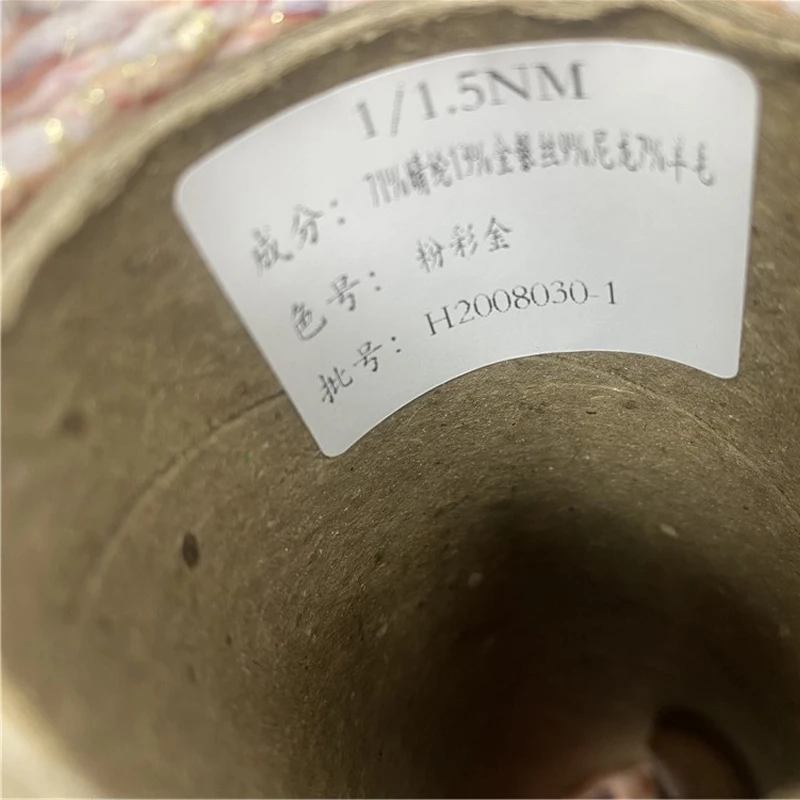 1/1.5NM
成分: 71%腈纶13%金银丝9%尼龙7%羊毛
色号: 粉彩金
批号: H2008030-1